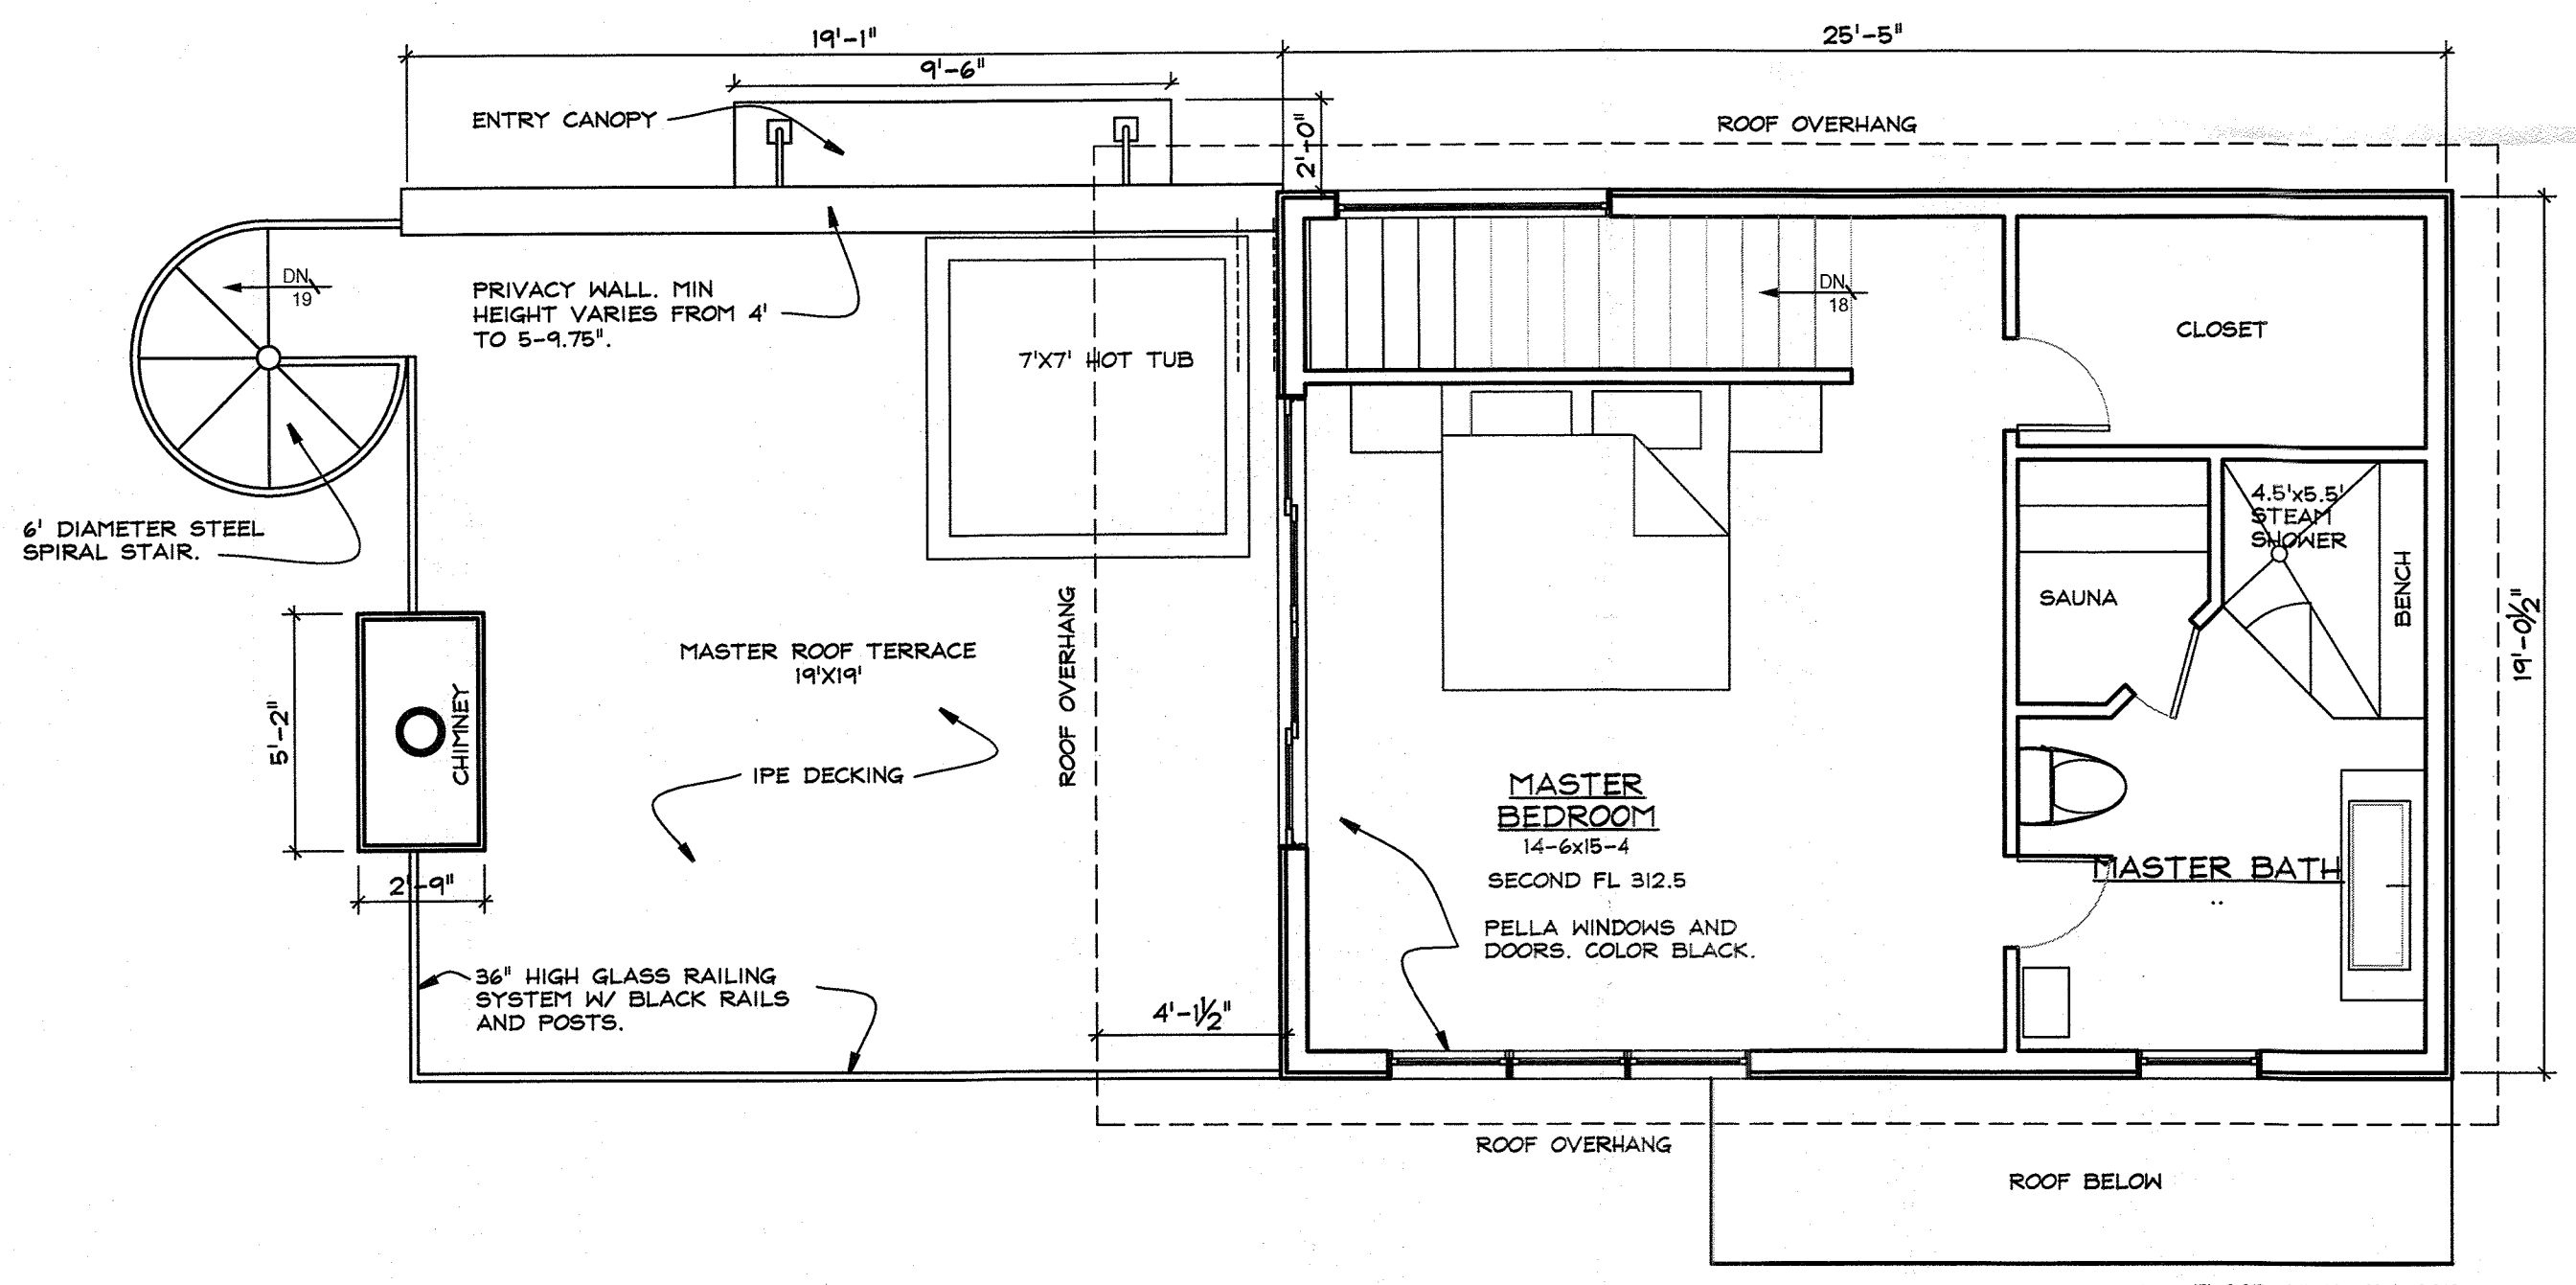 19'-1"
25'-5"
9'-6"
ENTRY CANOPY
2'-0"
ROOF OVERHANG
DN
19
PRIVACY WALL. MIN
HEIGHT VARIES FROM 4'
TO 5-9.75".
7'X7' HOT TUB
DN
18
CLOSET
6' DIAMETER STEEL
SPIRAL STAIR.
4.5'x5.5'
STEAM
SHOWER
BENCH
SAUNA
19'-0½"
MASTER ROOF TERRACE
19'X19'
ROOF OVERHANG
5'-2"
CHIMNEY
IPE DECKING
2'-9"
MASTER
BEDROOM
14-6x15-4
SECOND FL 312.5
PELLA WINDOWS AND
DOORS. COLOR BLACK.
MASTER BATH
36" HIGH GLASS RAILING
SYSTEM W/ BLACK RAILS
AND POSTS.
4'-1½"
ROOF OVERHANG
ROOF BELOW